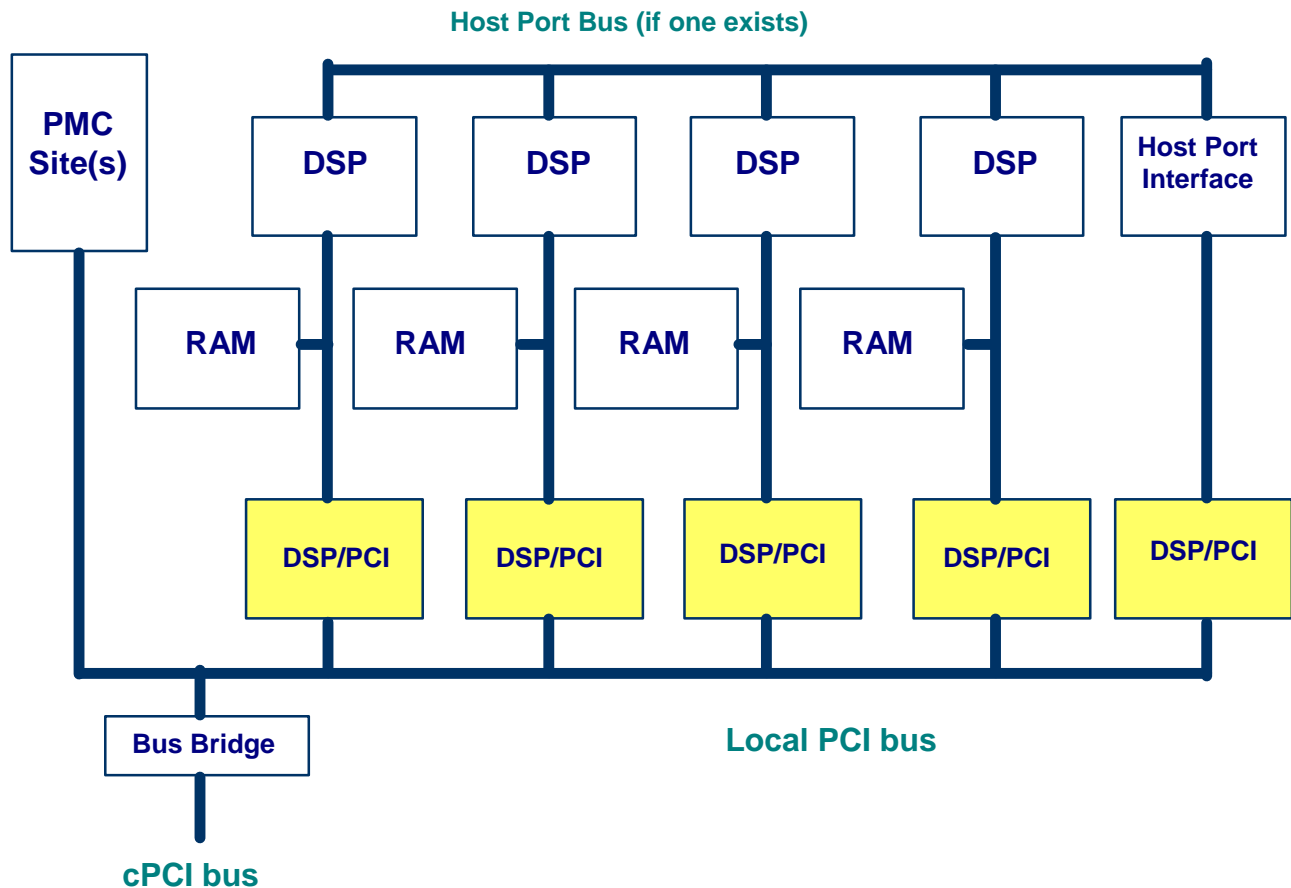 Host Port Bus (if one exists)
PMC
Site(s)
DSP
DSP
DSP
DSP
Host Port
Interface
RAM
RAM
RAM
RAM
DSP/PCI
DSP/PCI
DSP/PCI
DSP/PCI
DSP/PCI
Bus Bridge
Local PCI bus
cPCI bus